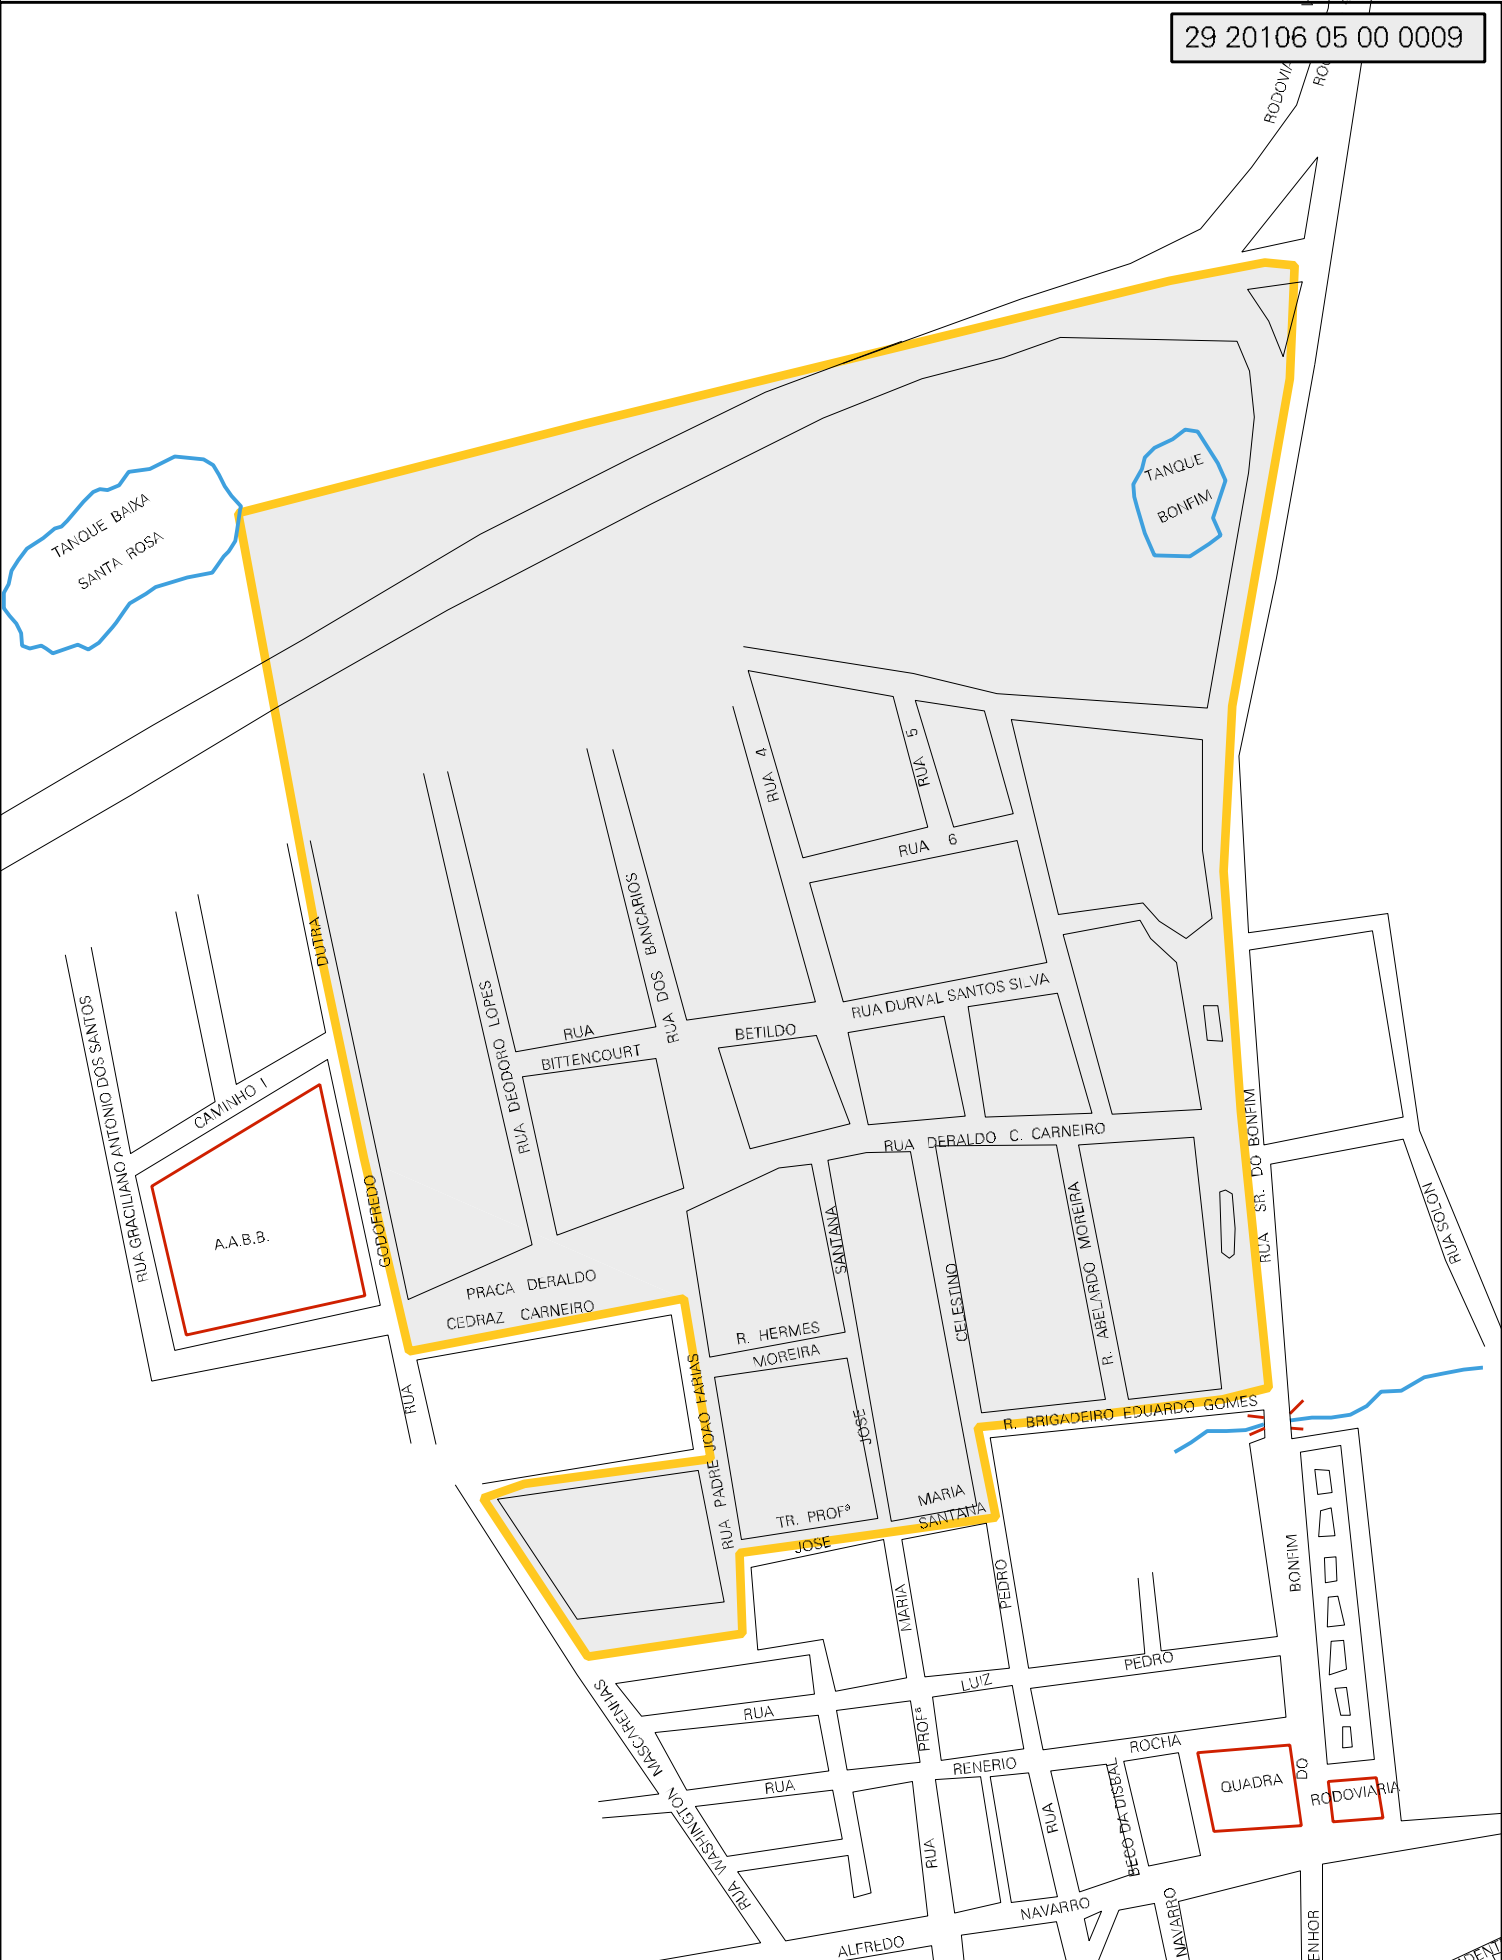 29 20106 05 00 0009
RODOVIA
TANQUE
BONFIM
TANQUE BAIXA
SANTA ROSA
RUA 4
RUA 5
RUA 6
RUA DOS BANCARIOS
RUA DEODORO LOPES
RUA GODOFREDO DUTRA
RUA GRACILIANO ANTONIO DOS SANTOS
CAMINHO I
A.A.B.B.
RUA
BITTENCOURT
BETILDO
RUA DURVAL SANTOS SILVA
RUA DERALDO C. CARNEIRO
PRACA DERALDO
CEDRAZ CARNEIRO
R. HERMES
MOREIRA
SANTANA
JOSE
CELESTINO
R. ABELARDO MOREIRA
RUA SR. DO BONFIM
RUA SOLON
R. BRIGADEIRO EDUARDO GOMES
RUA PADRE JOAO FARIAS
TR. PROFª
MARIA
JOSE
SANTANA
MARIA
PEDRO
BONFIM
PEDRO
LUIZ
RUA
PROFª
ROCHA
RENERIO
RUA
RUA WASHINGTON MASCARENHAS
QUADRA
DO
RODOVIARIA
BECO DA DISBAL
RUA
RUA
NAVARRO
NAVARRO
ALFREDO
ENHOR